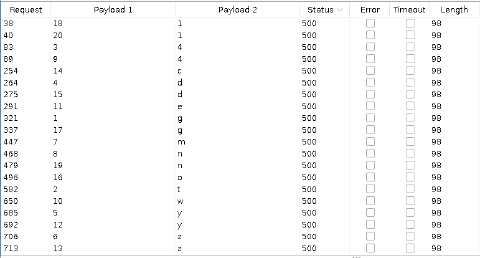 Request Payload 1 Payload 2 Status Error Timeout Length
38 18 1 500 98
40 20 1 500 98
83 3 4 500 98
89 9 4 500 98
254 14 c 500 98
264 4 d 500 98
275 15 d 500 98
291 11 e 500 98
321 1 g 500 98
337 17 g 500 98
447 7 m 500 98
468 8 n 500 98
479 19 n 500 98
496 16 o 500 98
582 2 t 500 98
650 10 w 500 98
685 5 y 500 98
692 12 y 500 98
706 6 z 500 98
713 13 z 500 98